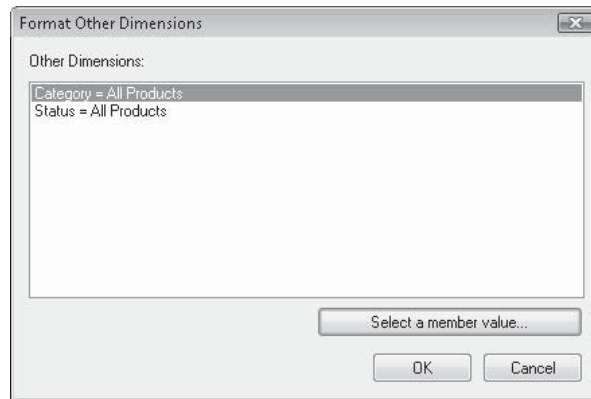 Format Other Dimensions
Other Dimensions:
Category = All Products
Status = All Products
Select a member value...
OK
Cancel